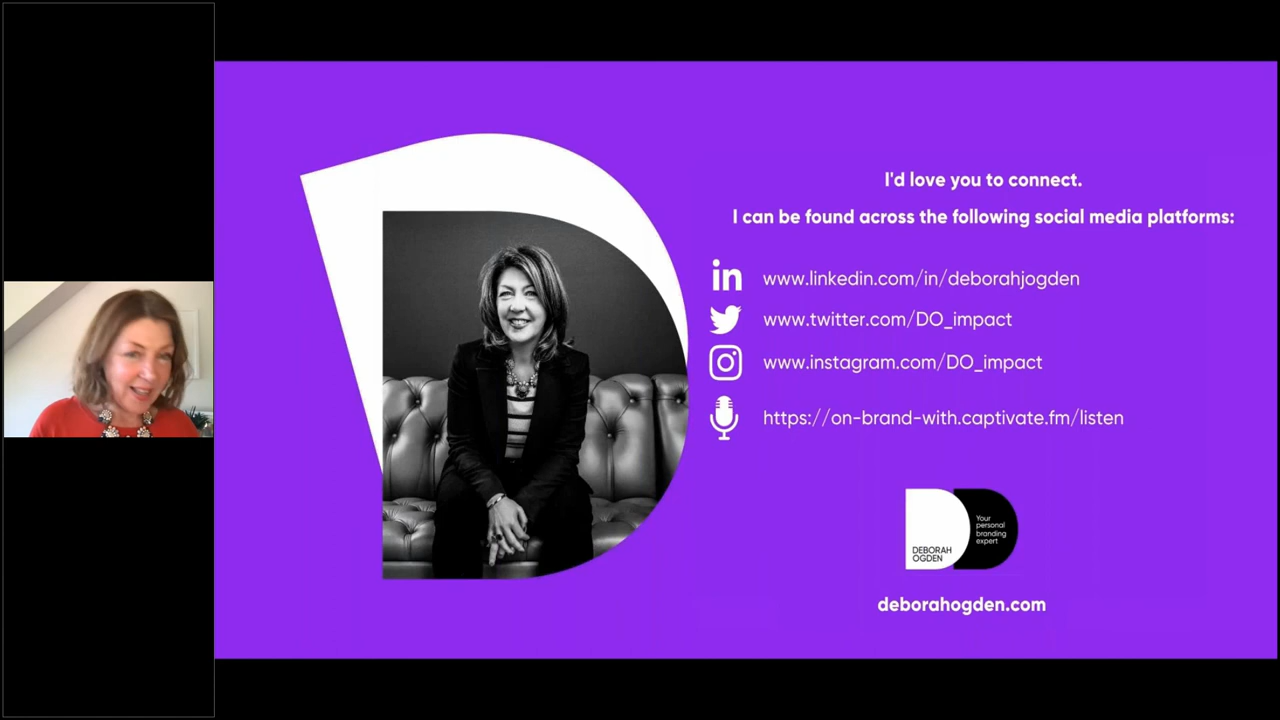 I'd love you to connect.
I can be found across the following social media platforms:
in
www.linkedin.com/in/deborahjogden
www.twitter.com/DO_impact
www.instagram.com/DO_impact
https://on-brand-with.captivate.fm/listen
DEBORAH
OGDEN
Your
personal
branding
expert
deborahogden.com